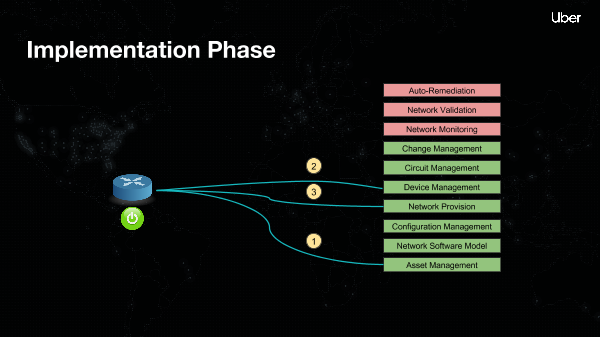 Uber
Implementation Phase
Auto-Remediation
Network Validation
Network Monitoring
Change Management
2
Circuit Management
Device Management
3
Network Provision
Configuration Management
1
Network Software Model
Asset Management